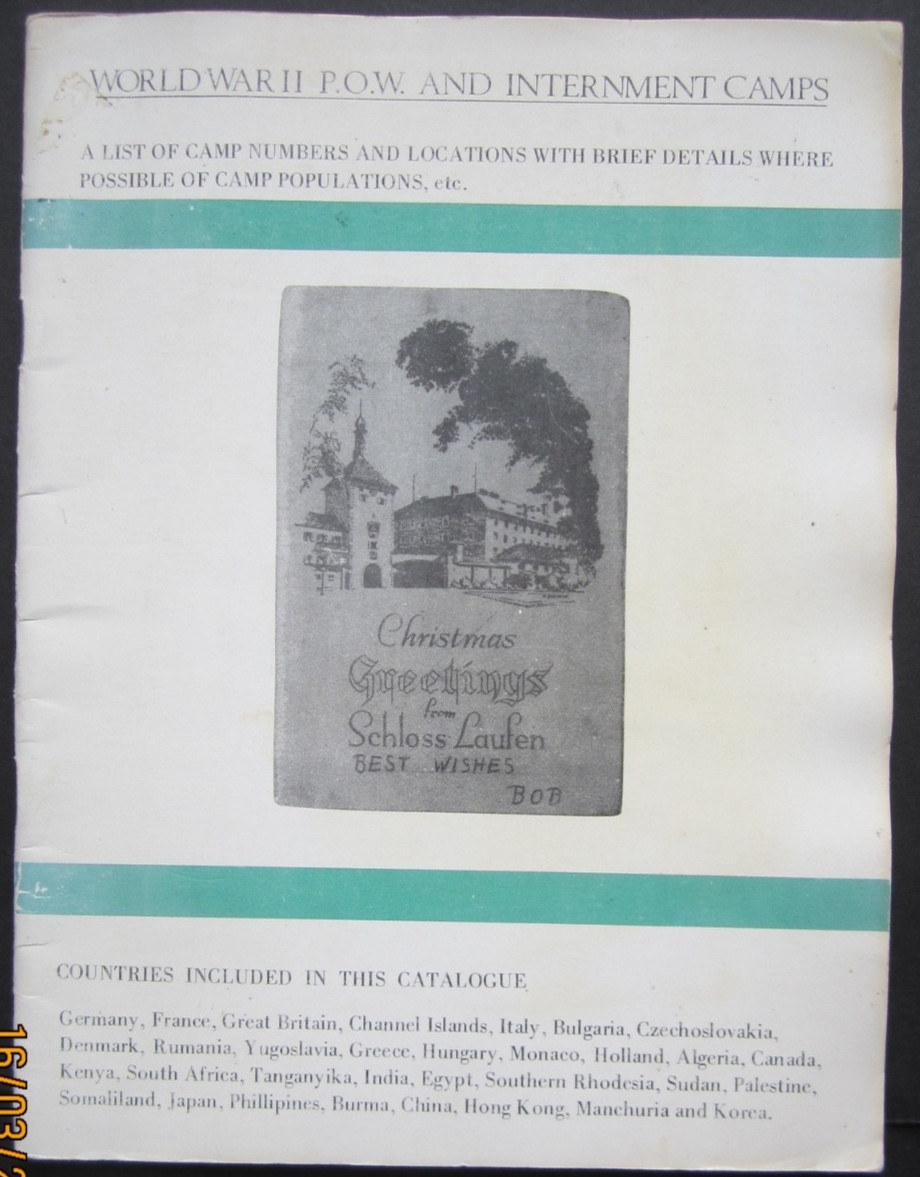 WORLD WAR II P.O.W. AND INTERNMENT CAMPS
A LIST OF CAMP NUMBERS AND LOCATIONS WITH BRIEF DETAILS WHERE
POSSIBLE OF CAMP POPULATIONS, etc.
Christmas
Greetings
from
Schloss Laufen
BEST WISHES
BOB
COUNTRIES INCLUDED IN THIS CATALOGUE
Germany, France, Great Britain, Channel Islands, Italy, Bulgaria, Czechoslovakia,
Denmark, Rumania, Yugoslavia, Greece, Hungary, Monaco, Holland, Algeria, Canada,
Kenya, South Africa, Tanganyika, India, Egypt, Southern Rhodesia, Sudan, Palestine,
Somaliland, Japan, Phillipines, Burma, China, Hong Kong, Manchuria and Korea.
16/03/2